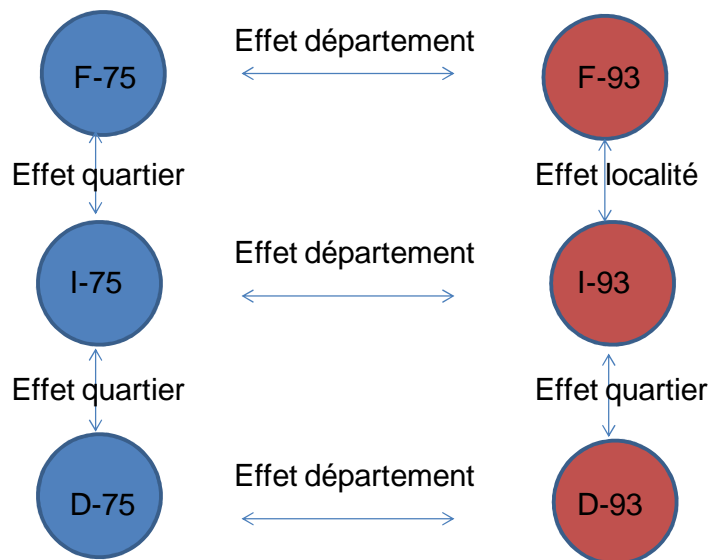 Effet département
F-75
F-93
Effet quartier
Effet localité
Effet département
I-75
I-93
Effet quartier
Effet quartier
Effet département
D-75
D-93